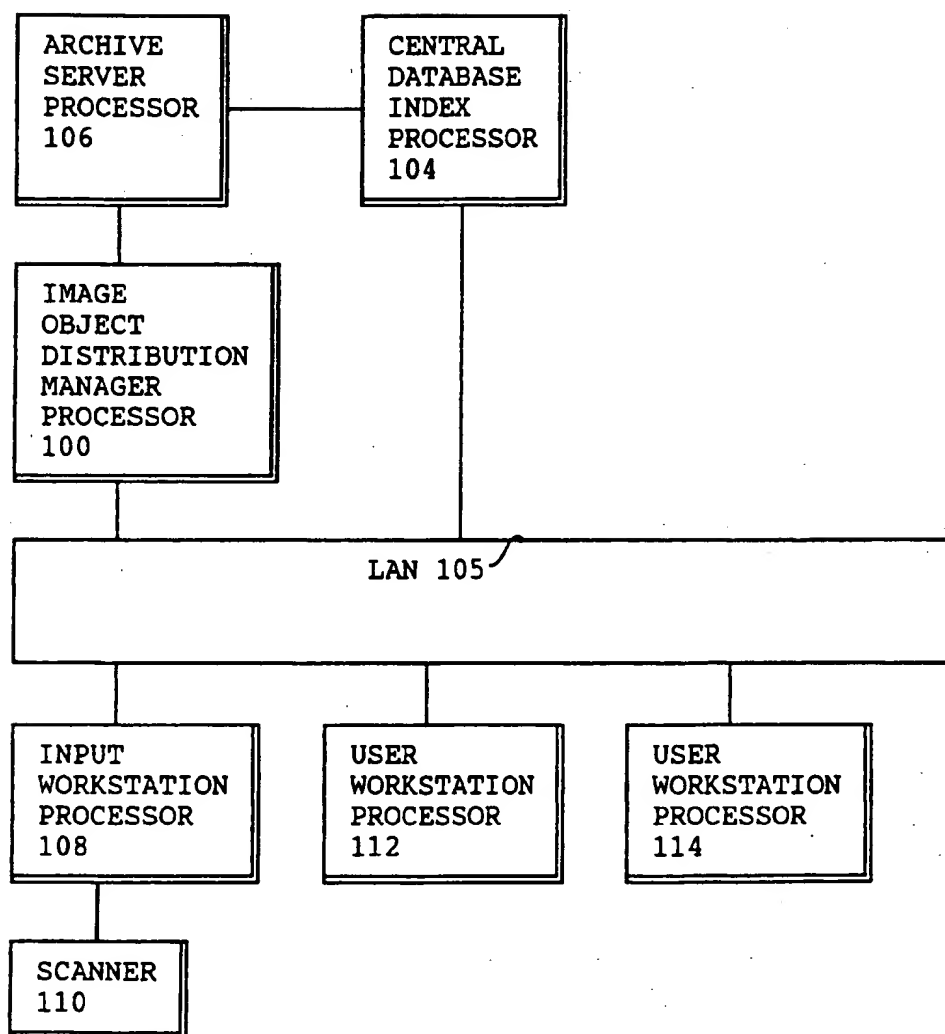 ARCHIVE
SERVER
PROCESSOR
106
CENTRAL
DATABASE
INDEX
PROCESSOR
104
IMAGE
OBJECT
DISTRIBUTION
MANAGER
PROCESSOR
100
LAN 105
INPUT
WORKSTATION
PROCESSOR
108
USER
WORKSTATION
PROCESSOR
112
USER
WORKSTATION
PROCESSOR
114
SCANNER
110